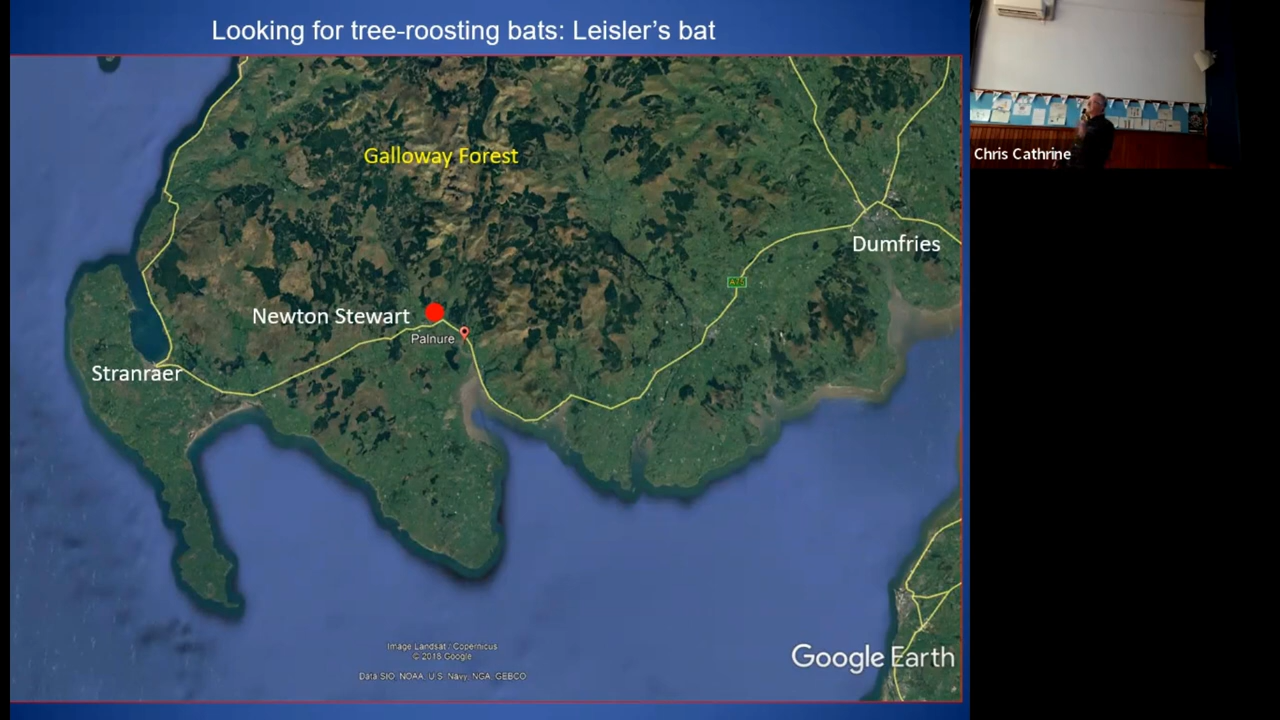 Looking for tree-roosting bats: Leisler's bat
Galloway Forest
Dumfries
A75
Newton Stewart
Palnure
Stranraer
Image Landsat / Copernicus
© 2018 Google
Data SIO, NOAA, U.S. Navy, NGA, GEBCO
Google Earth
Chris Cathrine